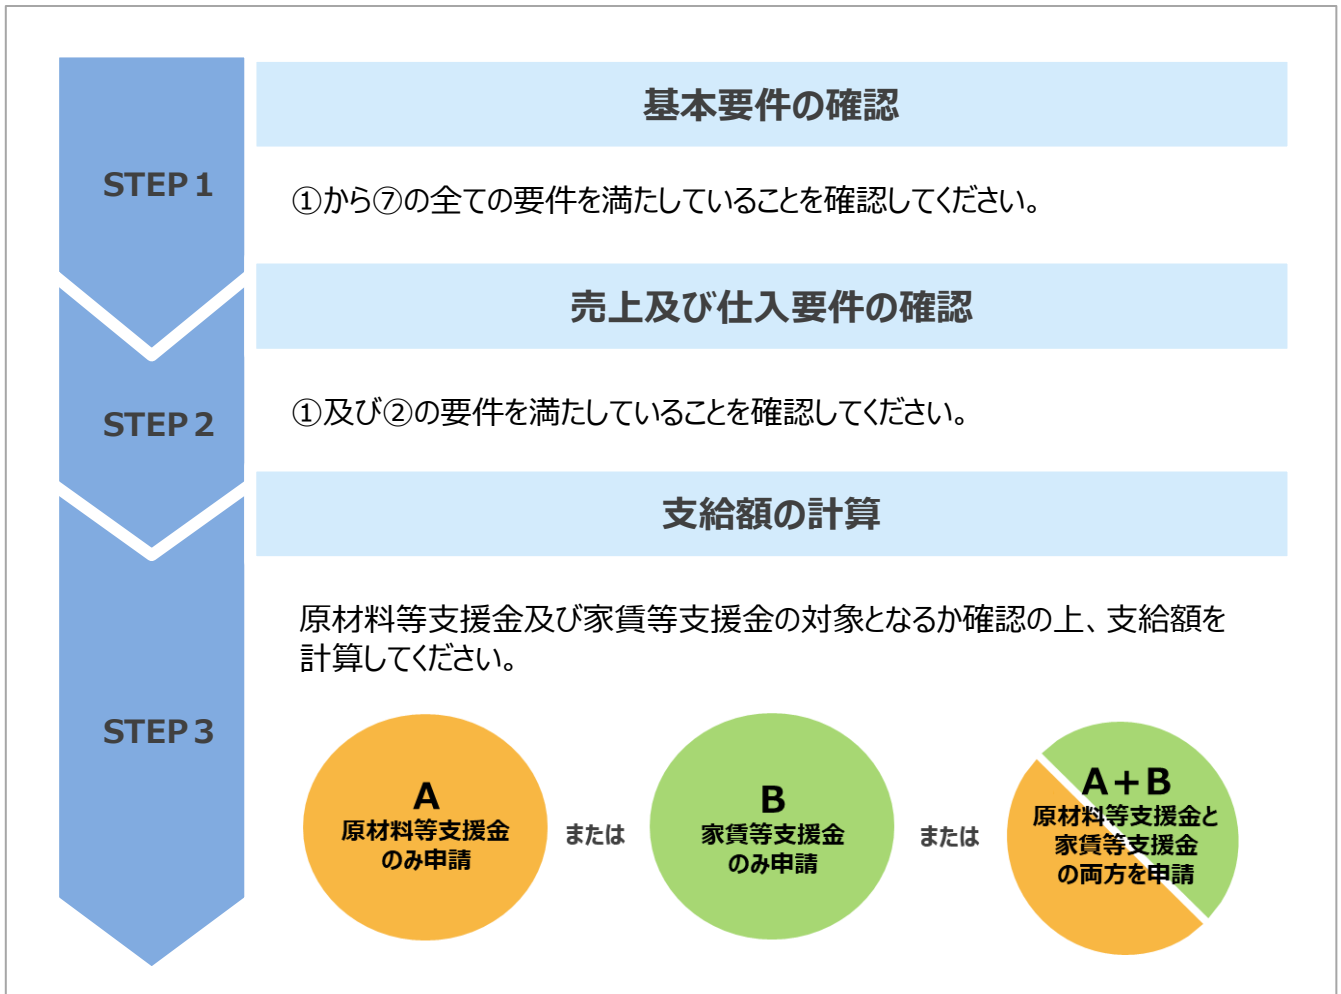 基本要件の確認
STEP 1
①から⑦の全ての要件を満たしていることを確認してください。
売上及び仕入要件の確認
STEP 2
①及び②の要件を満たしていることを確認してください。
支給額の計算
STEP 3
原材料等支援金及び家賃等支援金の対象となるか確認の上、支給額を
計算してください。
A
原材料等支援金
のみ申請
または
B
家賃等支援金
のみ申請
または
A＋B
原材料等支援金と
家賃等支援金
の両方を申請